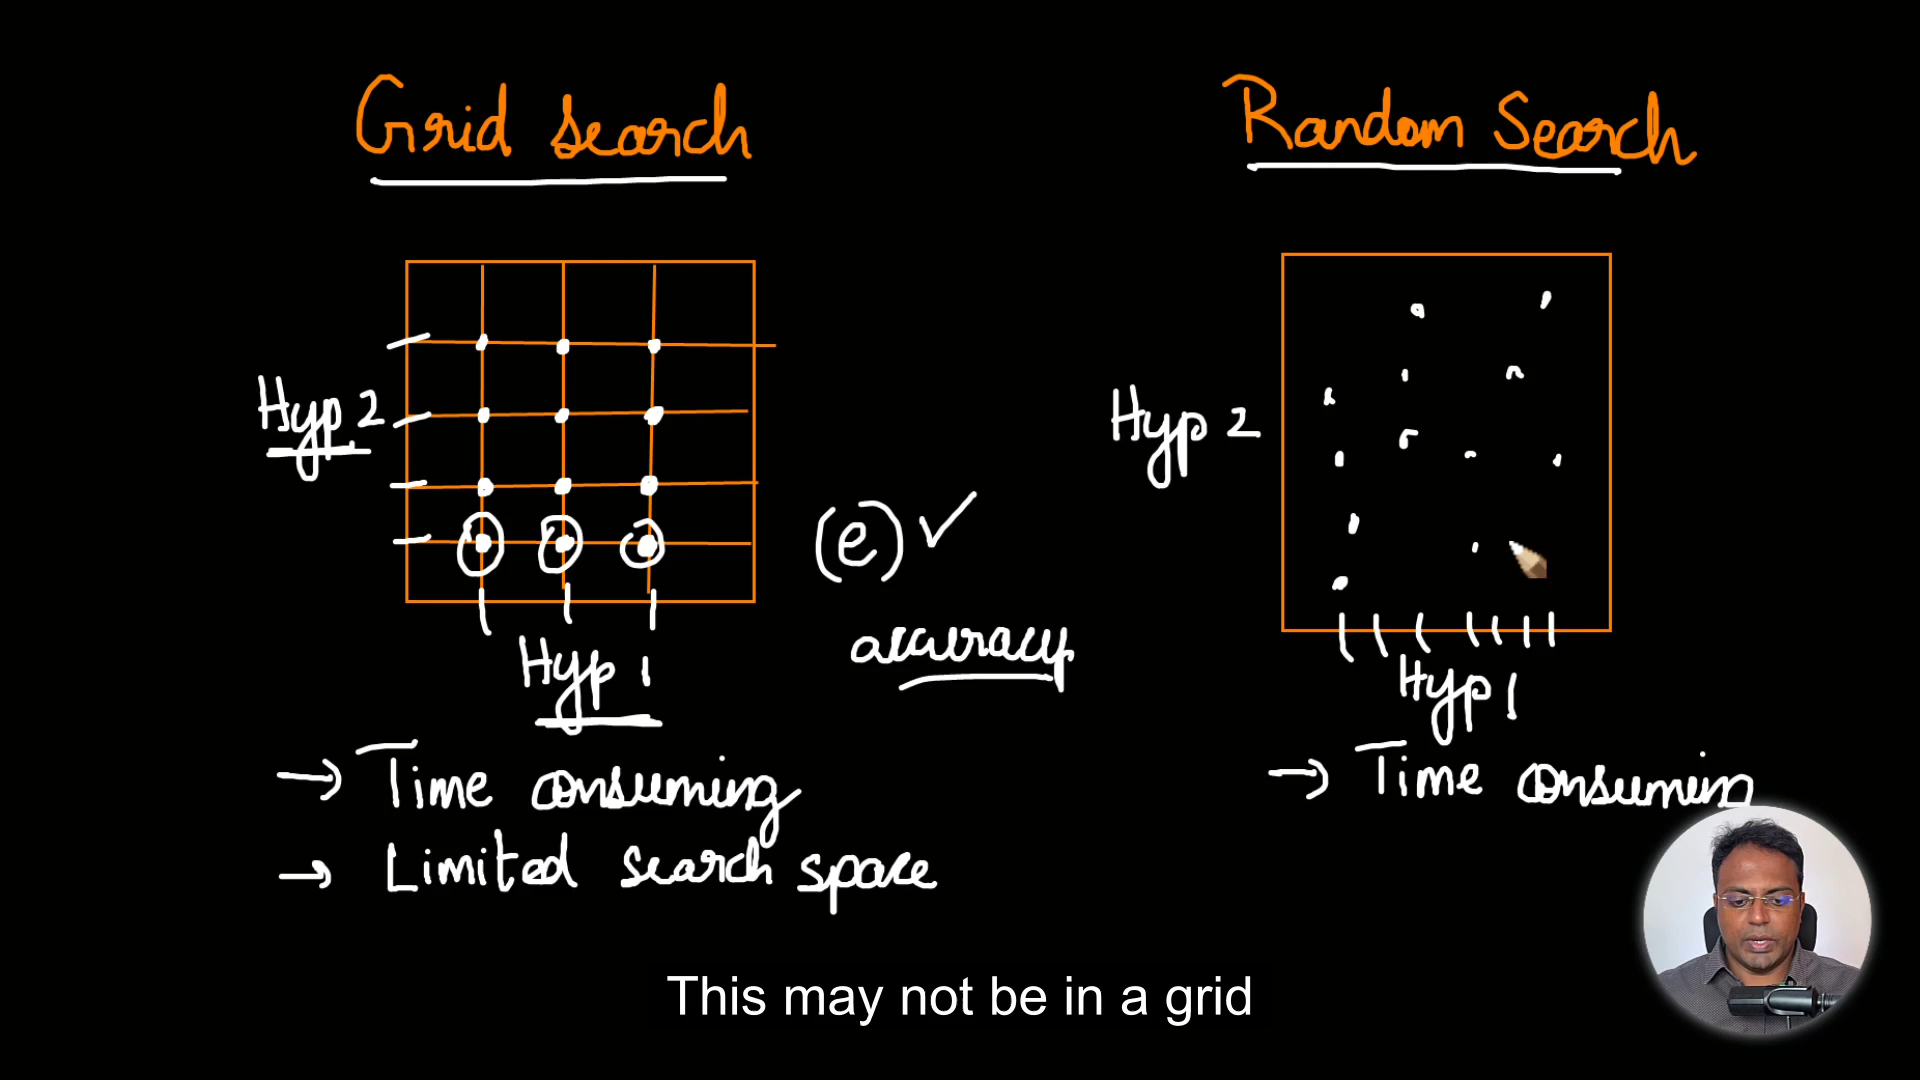 Grid Search
Random Search
Hyp 2
Hyp 2
(e)
accuracy
Hyp 1
Hyp 1
→ Time consuming
→ Time consuming
→ Limited search space
This may not be in a grid